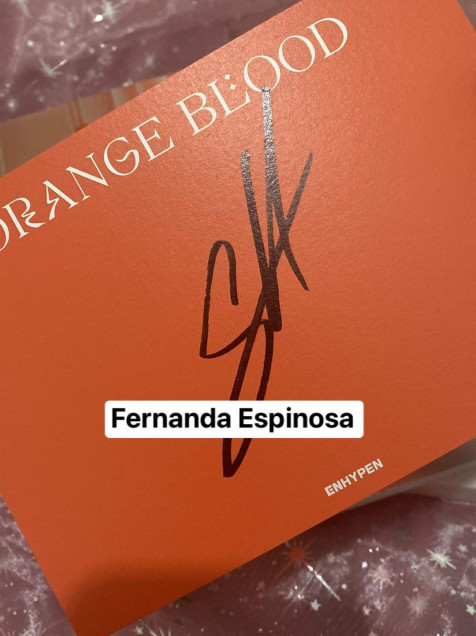 ORANGE BLOOD
Fernanda Espinosa
ENHYPEN